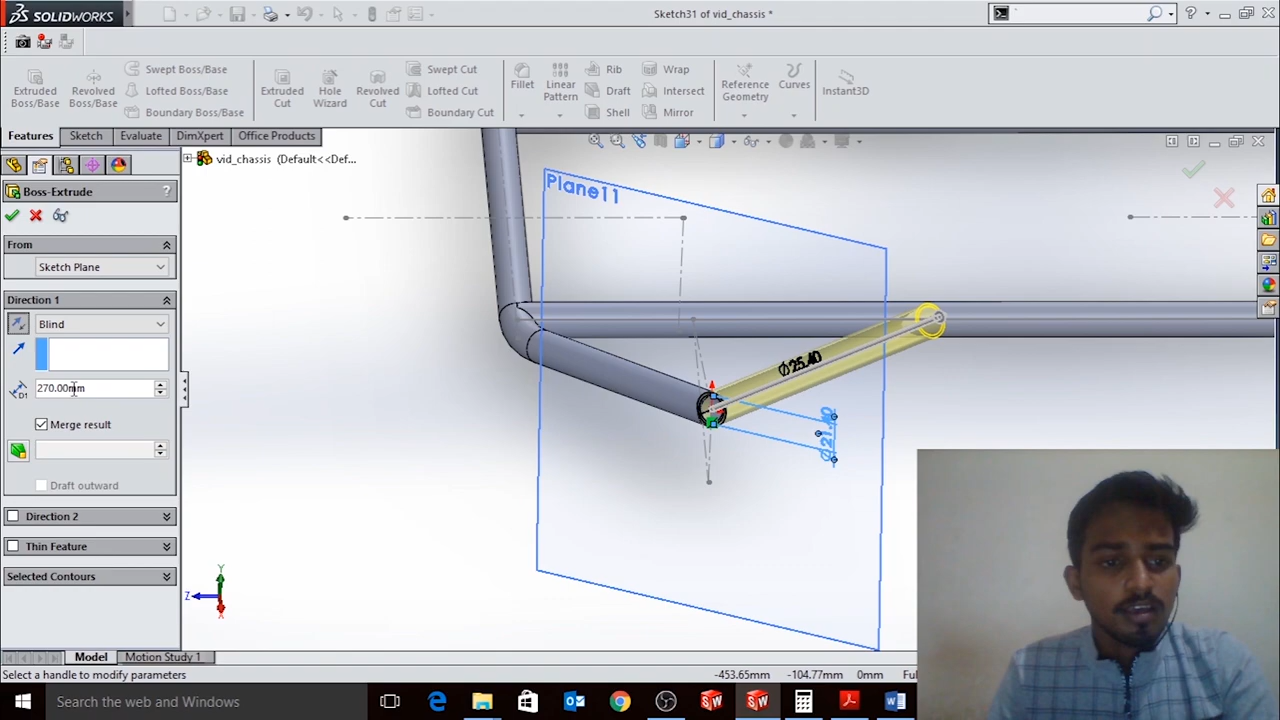 SOLIDWORKS
Sketch31 of vid_chassis *
Extruded Boss/Base
Revolved Boss/Base
Swept Boss/Base
Lofted Boss/Base
Boundary Boss/Base
Extruded Cut
Hole Wizard
Revolved Cut
Swept Cut
Lofted Cut
Boundary Cut
Fillet
Linear Pattern
Rib
Draft
Shell
Wrap
Intersect
Mirror
Reference Geometry
Curves
Instant3D
Features
Sketch
Evaluate
DimXpert
Office Products
vid_chassis (Default<<Def...
Boss-Extrude
?
From
Sketch Plane
Direction 1
Blind
270.00mm
Merge result
Draft outward
Direction 2
Thin Feature
Selected Contours
Plane11
Ø25.40
Ø21.40
Y
Z
X
Model
Motion Study 1
Select a handle to modify parameters
-453.65mm
-104.77mm
0mm
Search the web and Windows